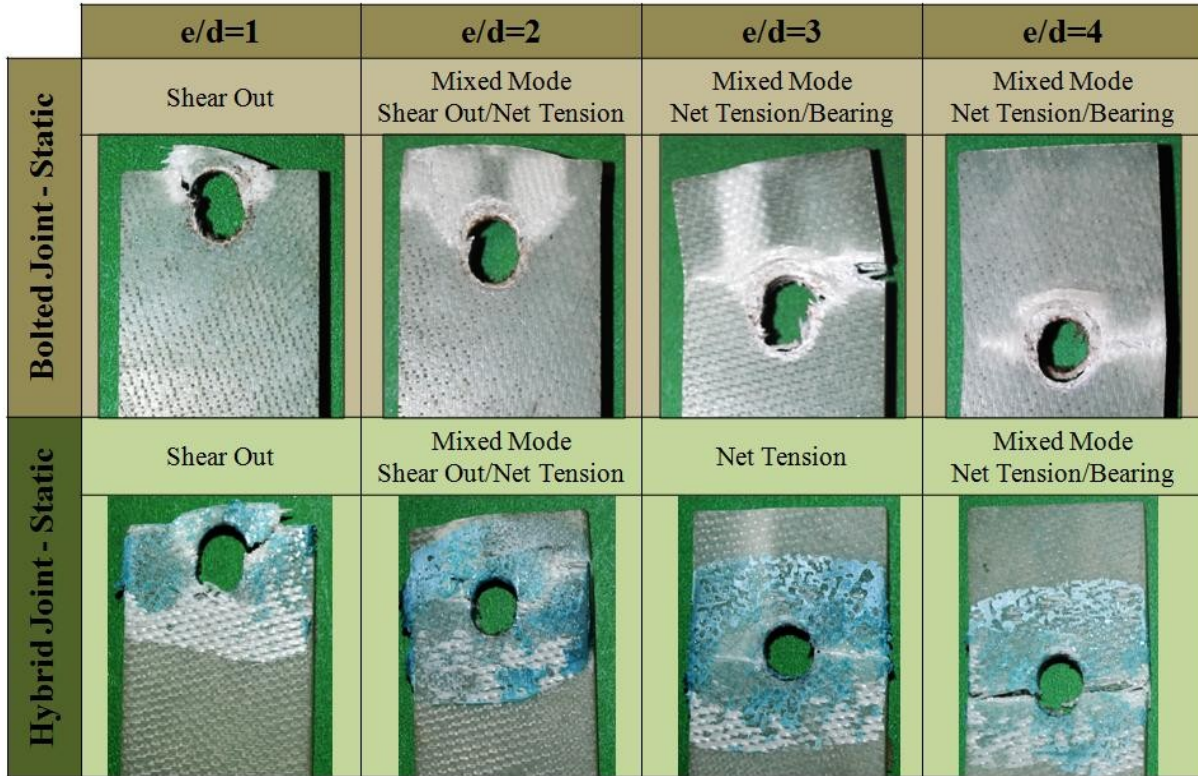 e/d=1
e/d=2
e/d=3
e/d=4
Bolted Joint - Static
Shear Out
Mixed Mode
Shear Out/Net Tension
Mixed Mode
Net Tension/Bearing
Mixed Mode
Net Tension/Bearing
Hybrid Joint - Static
Shear Out
Mixed Mode
Shear Out/Net Tension
Net Tension
Mixed Mode
Net Tension/Bearing